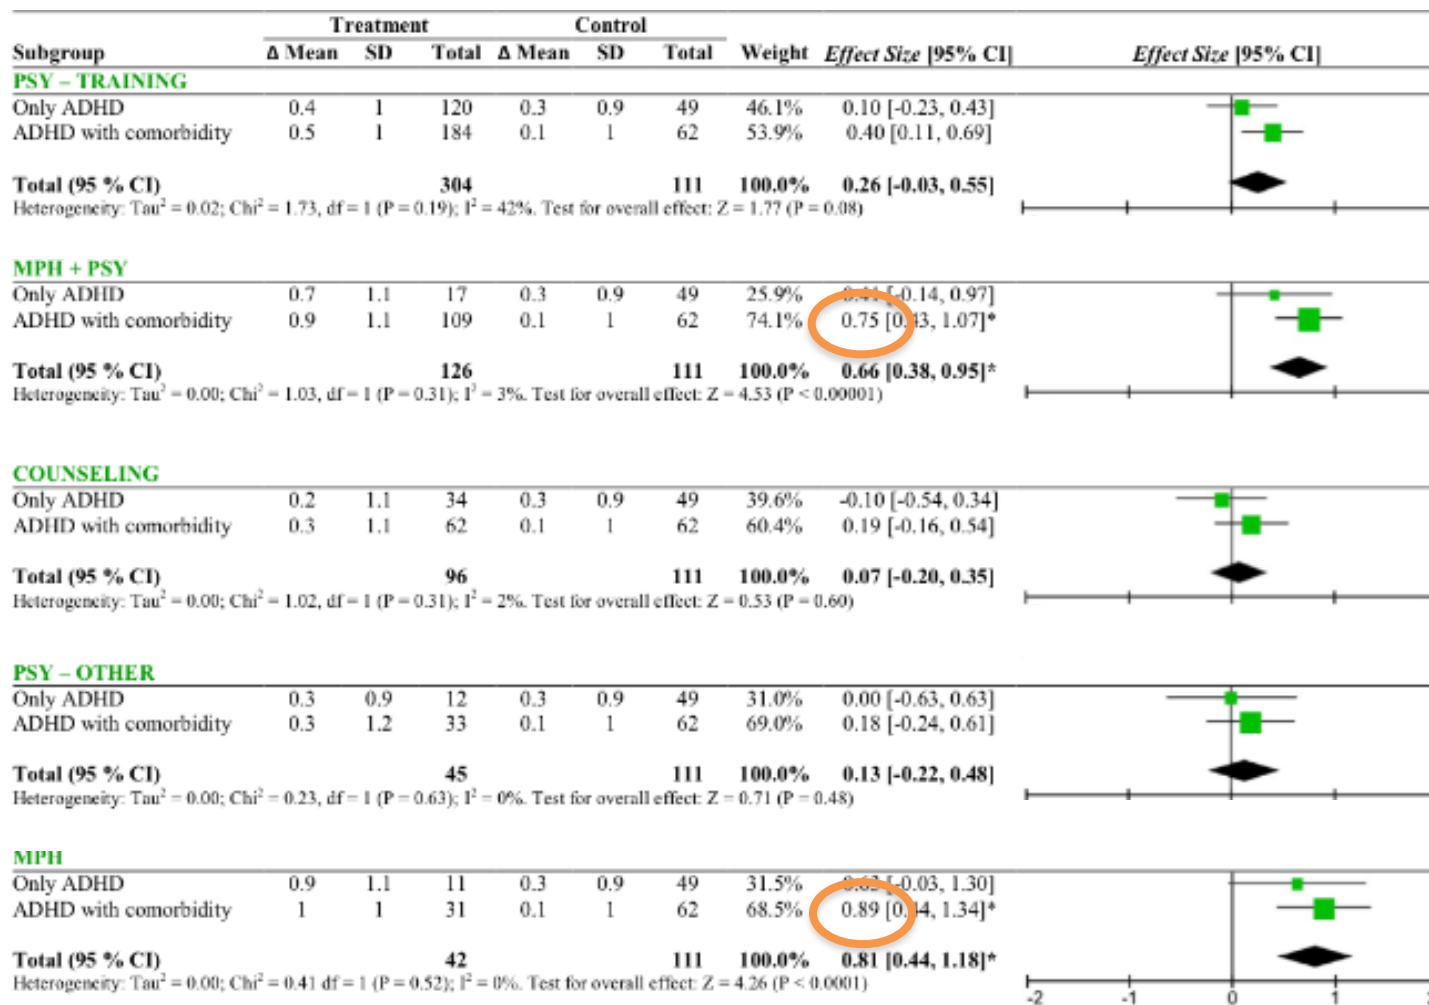 Treatment Control
Subgroup Δ Mean SD Total Δ Mean SD Total Weight Effect Size [95% CI] Effect Size [95% CI]
PSY – TRAINING
Only ADHD 0.4 1 120 0.3 0.9 49 46.1% 0.10 [-0.23, 0.43]
ADHD with comorbidity 0.5 1 184 0.1 1 62 53.9% 0.40 [0.11, 0.69]
Total (95 % CI) 304 111 100.0% 0.26 [-0.03, 0.55]
Heterogeneity: Tau² = 0.02; Chi² = 1.73, df = 1 (P = 0.19); I² = 42%. Test for overall effect: Z = 1.77 (P = 0.08)
MPH + PSY
Only ADHD 0.7 1.1 17 0.3 0.9 49 25.9% [-0.14, 0.97]
ADHD with comorbidity 0.9 1.1 109 0.1 1 62 74.1% 0.75 [0.43, 1.07]*
Total (95 % CI) 126 111 100.0% 0.66 [0.38, 0.95]*
Heterogeneity: Tau² = 0.00; Chi² = 1.03, df = 1 (P = 0.31); I² = 3%. Test for overall effect: Z = 4.53 (P < 0.00001)
COUNSELING
Only ADHD 0.2 1.1 34 0.3 0.9 49 39.6% -0.10 [-0.54, 0.34]
ADHD with comorbidity 0.3 1.1 62 0.1 1 62 60.4% 0.19 [-0.16, 0.54]
Total (95 % CI) 96 111 100.0% 0.07 [-0.20, 0.35]
Heterogeneity: Tau² = 0.00; Chi² = 1.02, df = 1 (P = 0.31); I² = 2%. Test for overall effect: Z = 0.53 (P = 0.60)
PSY – OTHER
Only ADHD 0.3 0.9 12 0.3 0.9 49 31.0% 0.00 [-0.63, 0.63]
ADHD with comorbidity 0.3 1.2 33 0.1 1 62 69.0% 0.18 [-0.24, 0.61]
Total (95 % CI) 45 111 100.0% 0.13 [-0.22, 0.48]
Heterogeneity: Tau² = 0.00; Chi² = 0.23, df = 1 (P = 0.63); I² = 0%. Test for overall effect: Z = 0.71 (P = 0.48)
MPH
Only ADHD 0.9 1.1 11 0.3 0.9 49 31.5% [-0.03, 1.30]
ADHD with comorbidity 1 1 31 0.1 1 62 68.5% 0.89 [0.44, 1.34]*
Total (95 % CI) 42 111 100.0% 0.81 [0.44, 1.18]*
Heterogeneity: Tau² = 0.00; Chi² = 0.41 df = 1 (P = 0.52); I² = 0%. Test for overall effect: Z = 4.26 (P < 0.0001)
-2 -1 0 1